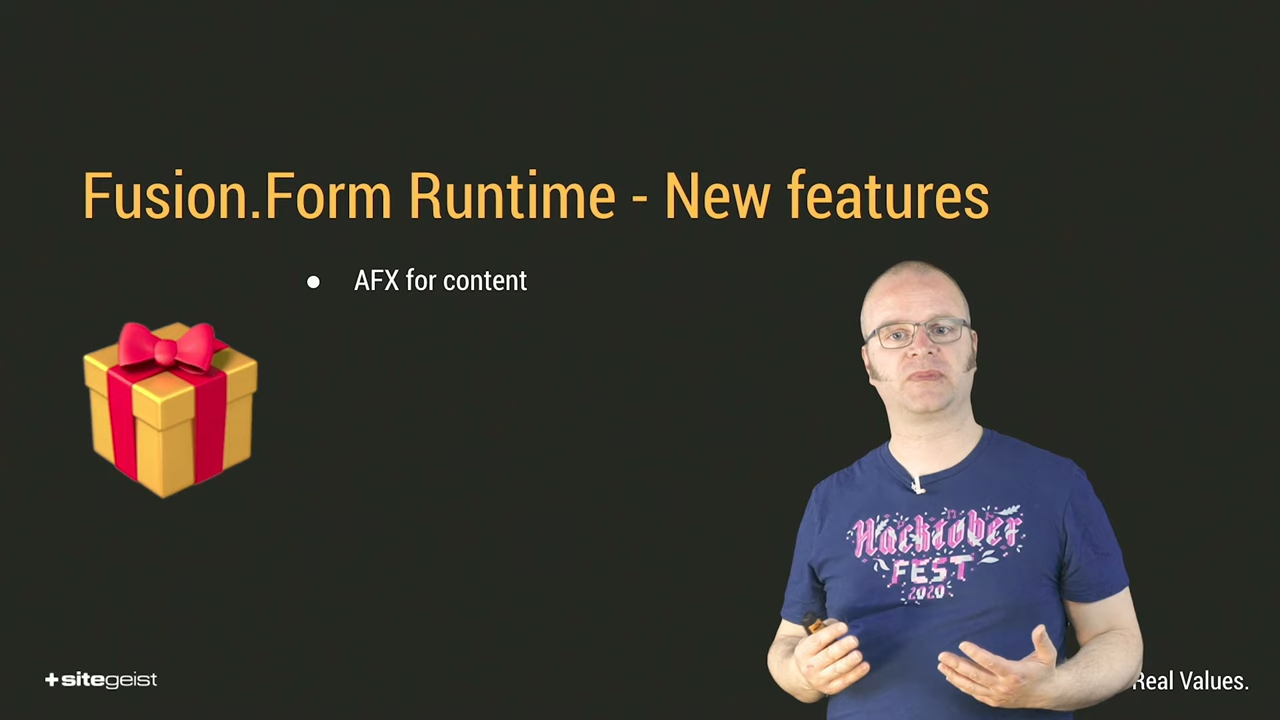 Fusion.Form Runtime - New features
● AFX for content
Hacktober
FEST
2020
+sitegeist
Real Values.